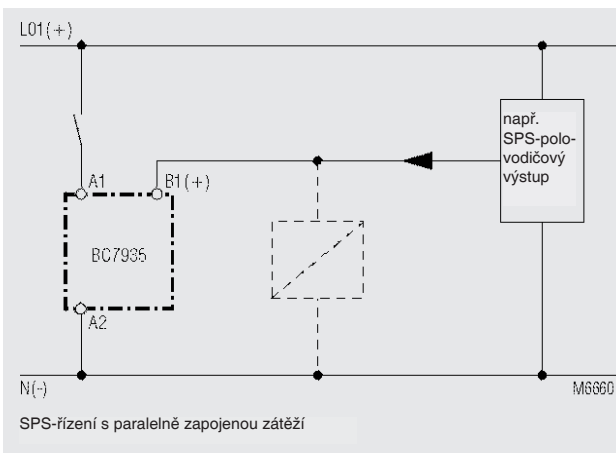 L01(+)
např.
SPS-polo-
vodičový
výstup
A1
B1(+)
BC7935
A2
N(-)
M6660
SPS-řízení s paralelně zapojenou zátěží